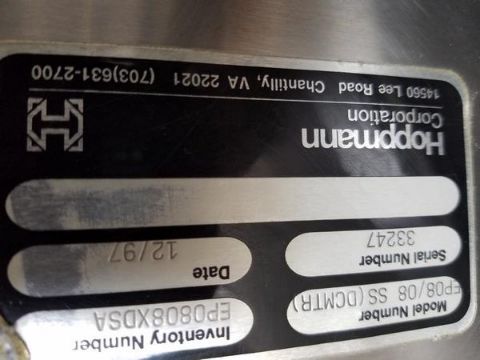 Hoppmann
Corporation
14560 Lee Road Chantilly, VA 22021 (703)631-2700
Serial Number
33247
Date
12/97
Model Number
EP08/08 SS(DCMTR)
Inventory Number
EP0808XDSA